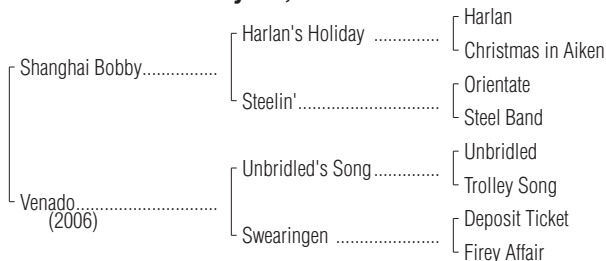 Harlan
Harlan's Holiday ..............
Christmas in Aiken
Shanghai Bobby................
Orientate
Steelin'..............................
Steel Band
Unbridled
Unbridled's Song..............
Trolley Song
Venado..............................
(2006)
Deposit Ticket
Swearingen ......................
Firey Affair